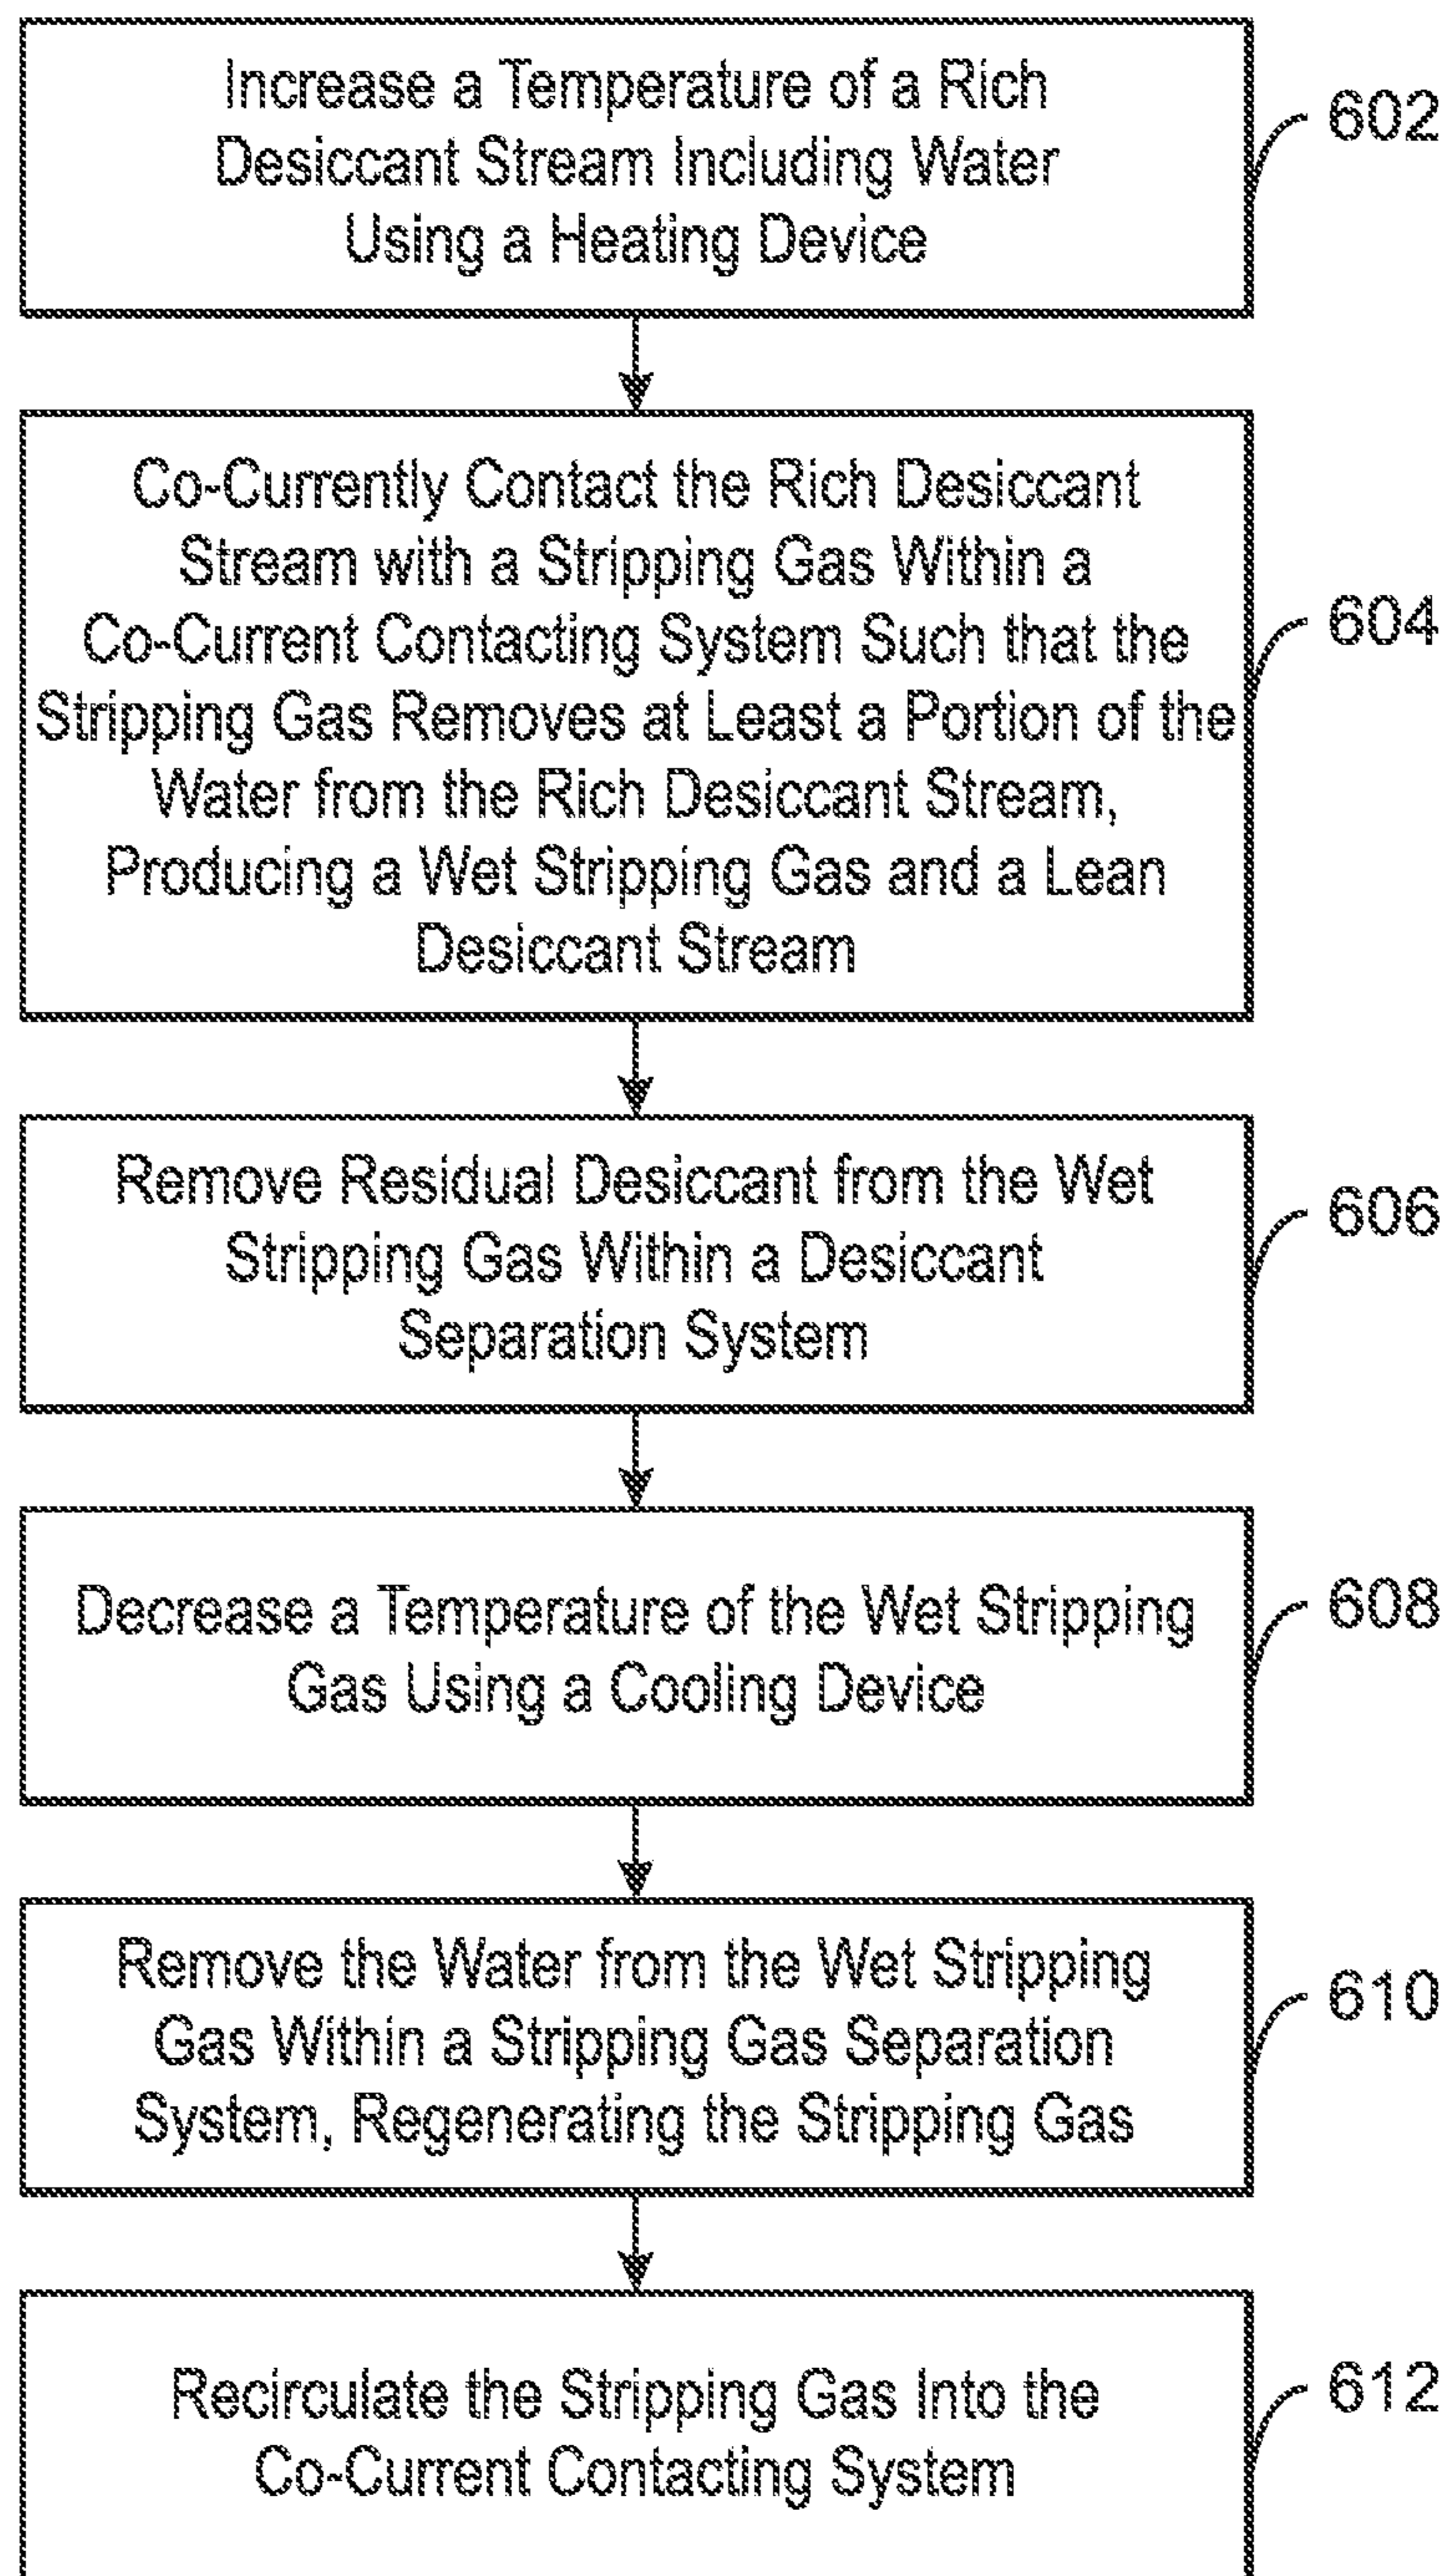 Increase a Temperature of a Rich
Desiccant Stream Including Water
Using a Heating Device
602
Co-Currently Contact the Rich Desiccant
Stream with a Stripping Gas Within a
Co-Current Contacting System Such that the
Stripping Gas Removes at Least a Portion of the
Water from the Rich Desiccant Stream,
Producing a Wet Stripping Gas and a Lean
Desiccant Stream
604
Remove Residual Desiccant from the Wet
Stripping Gas Within a Desiccant
Separation System
606
Decrease a Temperature of the Wet Stripping
Gas Using a Cooling Device
608
Remove the Water from the Wet Stripping
Gas Within a Stripping Gas Separation
System, Regenerating the Stripping Gas
610
Recirculate the Stripping Gas Into the
Co-Current Contacting System
612